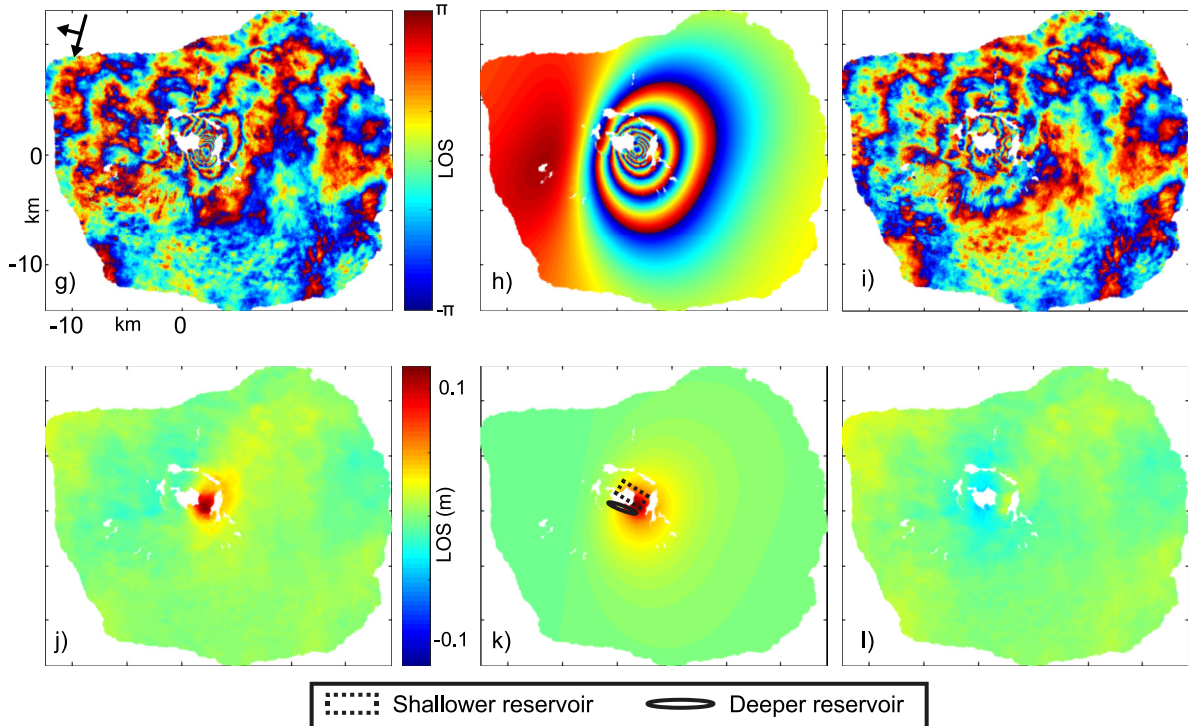 π
0
LOS
km
-10
g)
-π
h)
i)
-10
km
0
0.1
LOS (m)
-0.1
j)
k)
l)
Shallower reservoir
Deeper reservoir